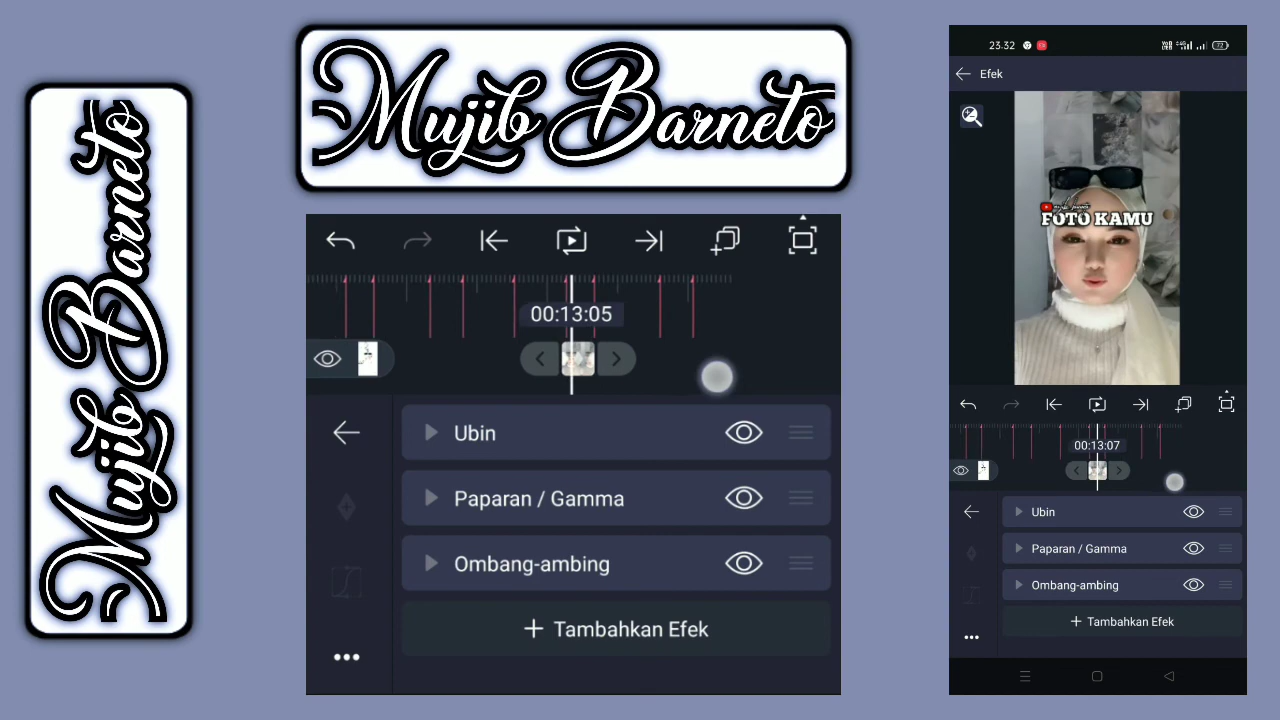 Mujib Barneto
Mujib Barneto
00:13:05
Ubin
Paparan / Gamma
Ombang-ambing
+ Tambahkan Efek
23.32
Efek
FOTO KAMU
00:13:07
Ubin
Paparan / Gamma
Ombang-ambing
+ Tambahkan Efek